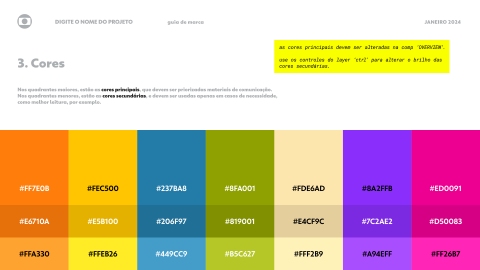 DIGITE O NOME DO PROJETO
guia de marca
JANEIRO 2024
as cores principais devem ser alteradas na comp 'OVERVIEW'.
use os controles do layer 'ctrl' para alterar o brilho das
cores secundárias.
3. Cores
Nos quadrantes maiores, estão as cores principais, que devem ser priorizadas materiais de comunicação.
Nos quadrantes menores, estão as cores secundárias, e devem ser usadas apenas em casos de necessidade,
como melhor leitura, por exemplo.
#FF7E08
#FEC500
#237BA8
#8FA001
#FDE6AD
#8A2FF8
#ED0091
#E6710A
#E5B100
#206F97
#819001
#E4CF9C
#7C2AE2
#D50083
#FFA330
#FFEB26
#449CC9
#B5C627
#FFF2B9
#A94EFF
#FF26B7